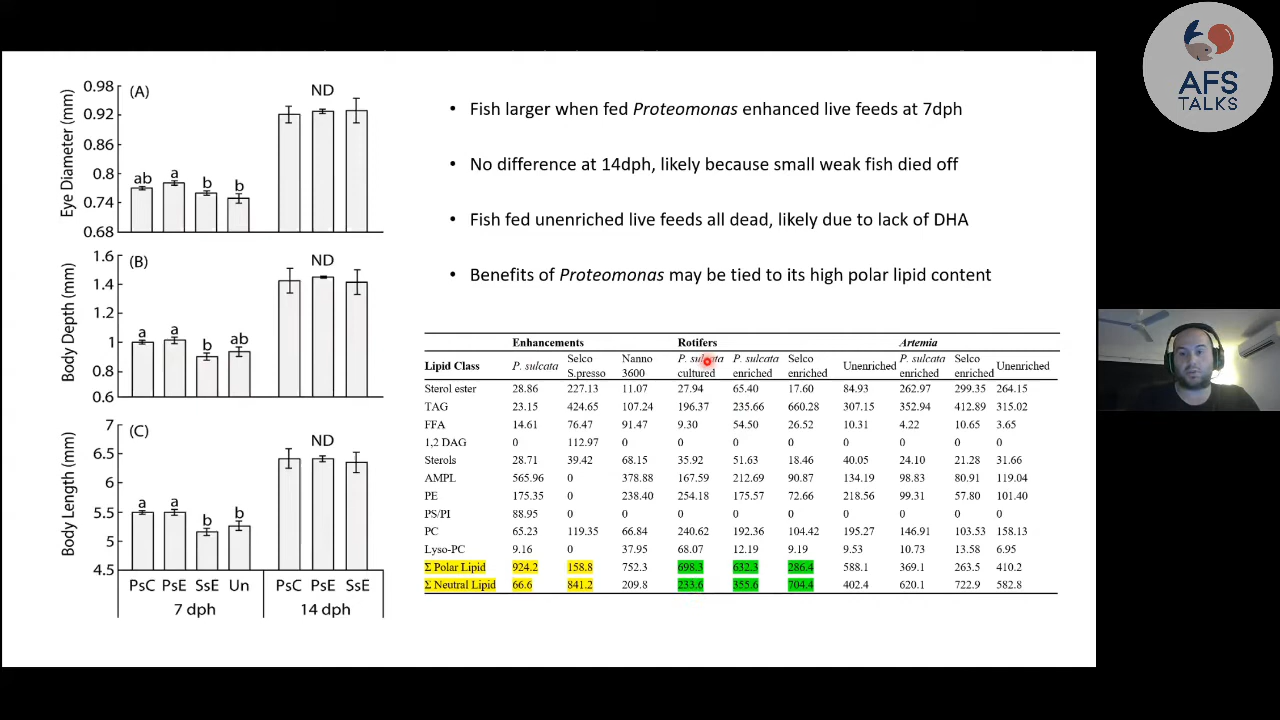 AFS
TALKS
(A)
ND
0.98
0.92
0.86
0.8
0.74
0.68
Eye Diameter (mm)
ab
a
b
b
(B)
ND
1.6
1.4
1.2
1
0.8
0.6
Body Depth (mm)
a
a
b
ab
(C)
ND
7
6.5
6
5.5
5
4.5
Body Length (mm)
a
a
b
b
PsC PsE SsE Un PsC PsE SsE
7 dph 14 dph
• Fish larger when fed Proteomonas enhanced live feeds at 7dph
• No difference at 14dph, likely because small weak fish died off
• Fish fed unenriched live feeds all dead, likely due to lack of DHA
• Benefits of Proteomonas may be tied to its high polar lipid content
Enhancements Rotifers Artemia
Lipid Class P. sulcata Selco S.presso Nanno 3600 P. sulcata cultured P. sulcata enriched Selco enriched Unenriched P. sulcata enriched Selco enriched Unenriched
Sterol ester 28.86 227.13 11.07 27.94 65.40 17.60 84.93 262.97 299.35 264.15
TAG 23.15 424.65 107.24 196.37 235.66 660.28 307.15 352.94 412.89 315.02
FFA 14.61 76.47 91.47 9.30 54.50 26.52 10.31 4.22 10.65 3.65
1,2 DAG 0 112.97 0 0 0 0 0 0 0 0
Sterols 28.71 39.42 68.15 35.92 51.63 18.46 40.05 24.10 21.28 31.66
AMPL 565.96 0 378.88 167.59 212.69 90.87 134.19 98.83 80.91 119.04
PE 175.35 0 238.40 254.18 175.57 72.66 218.56 99.31 57.80 101.40
PS/PI 88.95 0 0 0 0 0 0 0 0 0
PC 65.23 119.35 66.84 240.62 192.36 104.42 195.27 146.91 103.53 158.13
Lyso-PC 9.16 0 37.95 68.07 12.19 9.19 9.53 10.73 13.58 6.95
Σ Polar Lipid 924.2 158.8 752.3 698.3 632.3 286.4 588.1 369.1 263.5 410.2
Σ Neutral Lipid 66.6 841.2 209.8 233.6 355.6 704.4 402.4 620.1 722.9 582.8